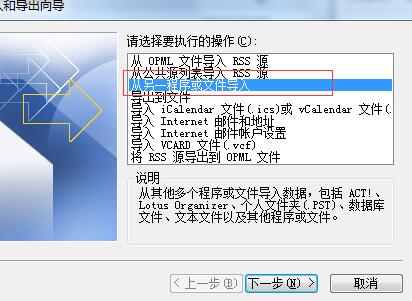 入和导出向导
请选择要执行的操作(C):
从 OPML 文件导入 RSS 源
从公共源列表导入 RSS 源
从另一程序或文件导入
导出到文件
导入 iCalendar 文件(.ics)或 vCalendar 文件(.
导入 Internet 邮件和地址
导入 Internet 邮件帐户设置
导入 VCARD 文件(.vcf)
将 RSS 源导出到 OPML 文件
说明
从其他多个程序或文件导入数据，包括 ACT!、
Lotus Organizer、个人文件夹(.PST)、数据库
文件、文本文件以及其他程序或文件。
< 上一步(B)
下一步(N) >
取消